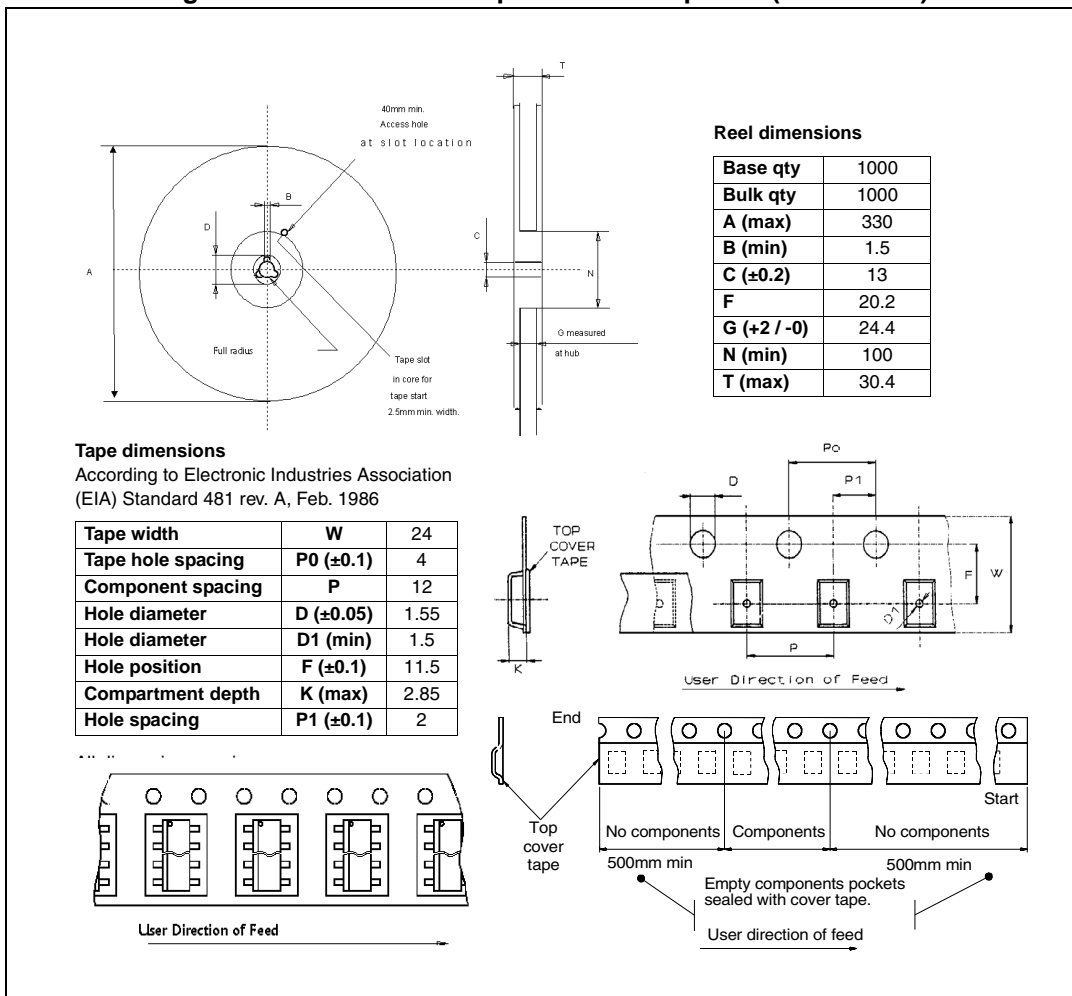 T
40mm min.
Access hole
at slot location
B
D
C
A
N
G measured
at hub
Full radius
Tape slot
in core for
tape start
2.5mm min. width.
Reel dimensions
Base qty 1000
Bulk qty 1000
A (max) 330
B (min) 1.5
C (±0.2) 13
F 20.2
G (+2 / -0) 24.4
N (min) 100
T (max) 30.4
Tape dimensions
According to Electronic Industries Association
(EIA) Standard 481 rev. A, Feb. 1986
Tape width W 24
Tape hole spacing P0 (±0.1) 4
Component spacing P 12
Hole diameter D (±0.05) 1.55
Hole diameter D1 (min) 1.5
Hole position F (±0.1) 11.5
Compartment depth K (max) 2.85
Hole spacing P1 (±0.1) 2
Po
D
P1
TOP
COVER
TAPE
F
W
D1
K
P
User Direction of Feed
End
Start
Top
cover
tape
No components Components No components
500mm min 500mm min
Empty components pockets
sealed with cover tape.
User direction of feed
User Direction of Feed